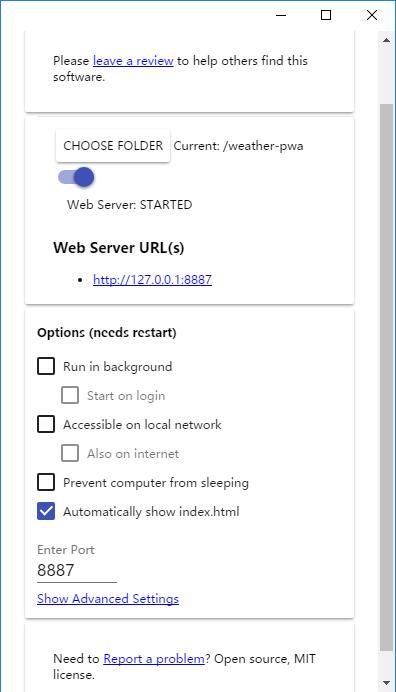 Please leave a review to help others find this
software.
CHOOSE FOLDER Current: /weather-pwa
Web Server: STARTED
Web Server URL(s)
• http://127.0.0.1:8887
Options (needs restart)
Run in background
Start on login
Accessible on local network
Also on internet
Prevent computer from sleeping
Automatically show index.html
Enter Port
8887
Show Advanced Settings
Need to Report a problem? Open source, MIT
license.